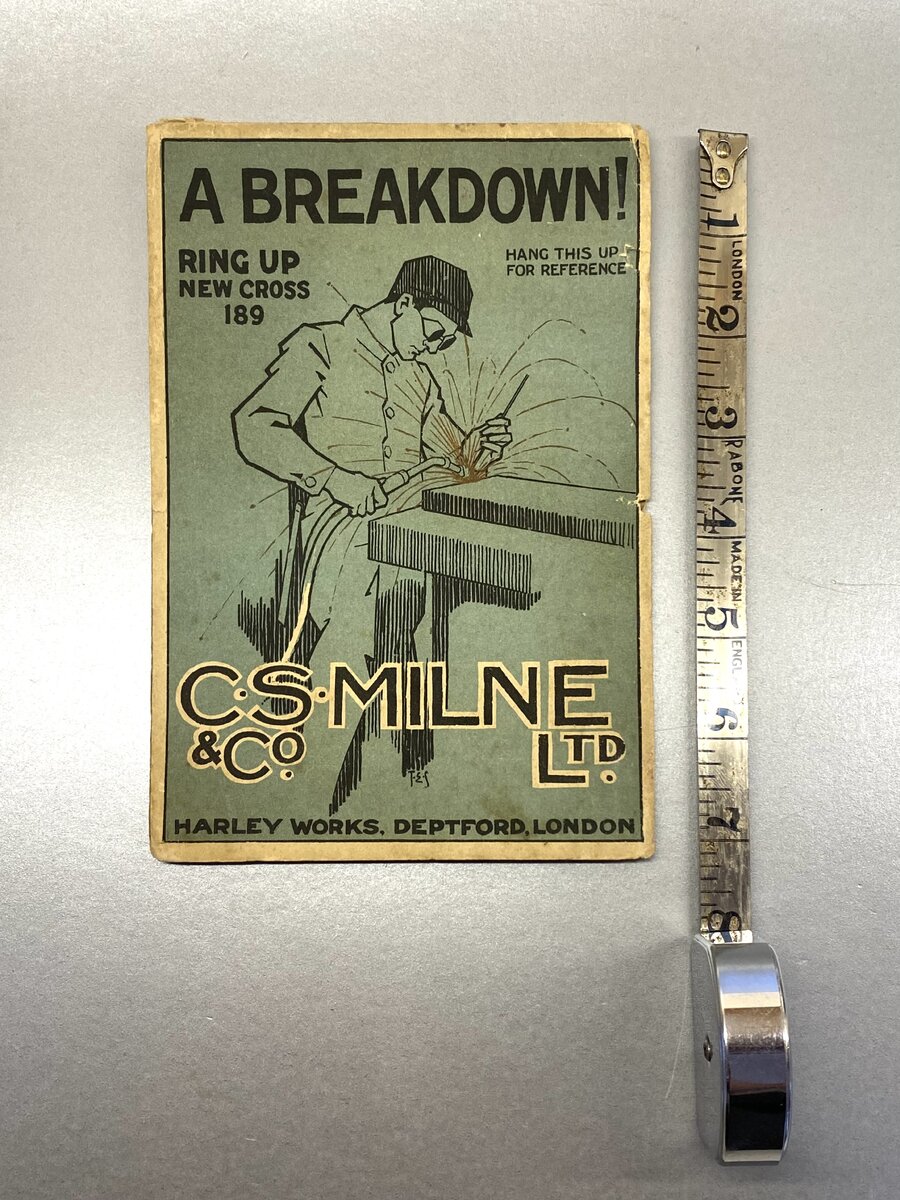 A BREAKDOWN!
RING UP
NEW CROSS
189
HANG THIS UP
FOR REFERENCE
C·S·MILNE
& Cº
LTD.
T·E·S
HARLEY WORKS, DEPTFORD, LONDON
1
LONDON
2
3
RABONE
4
MADE IN
5
ENGL
6
7
8